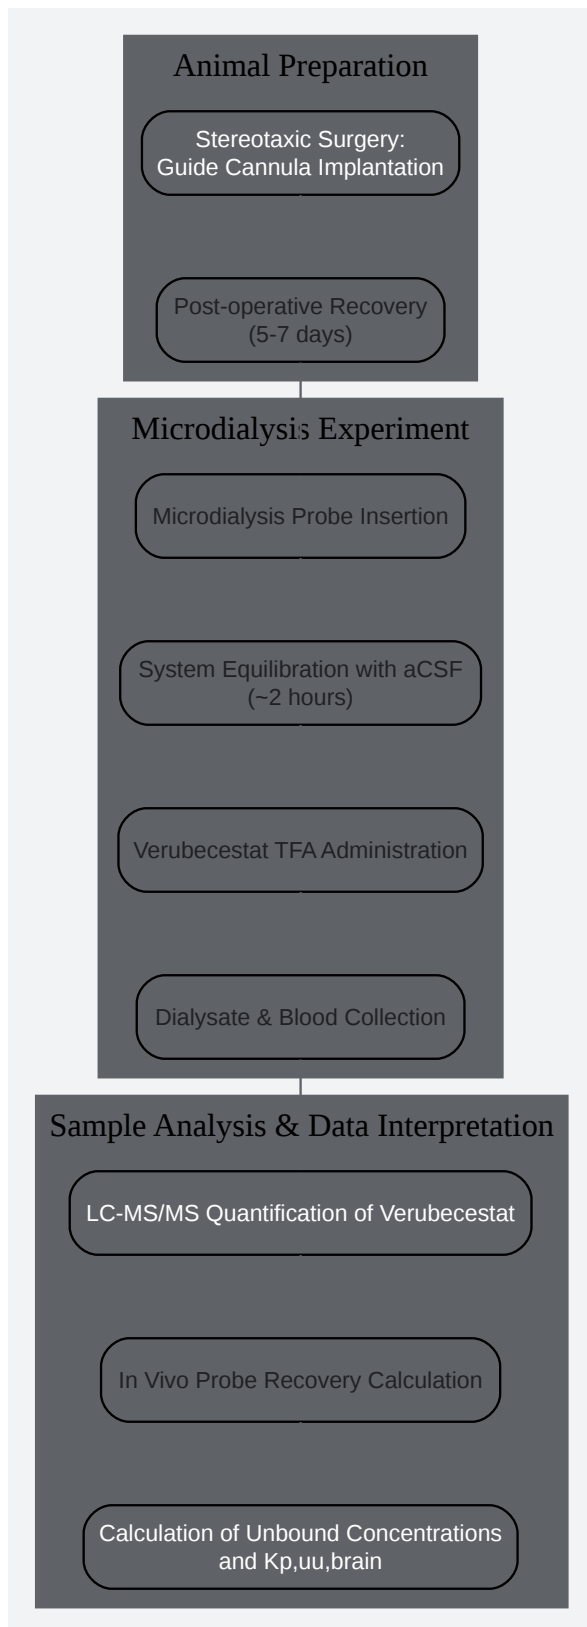 Animal Preparation
Stereotaxic Surgery:
Guide Cannula Implantation
Post-operative Recovery
(5-7 days)
Microdialysis Experiment
Microdialysis Probe Insertion
System Equilibration with aCSF
(~2 hours)
Verubecestat TFA Administration
Dialysate & Blood Collection
Sample Analysis & Data Interpretation
LC-MS/MS Quantification of Verubecestat
In Vivo Probe Recovery Calculation
Calculation of Unbound Concentrations
and Kp,uu,brain